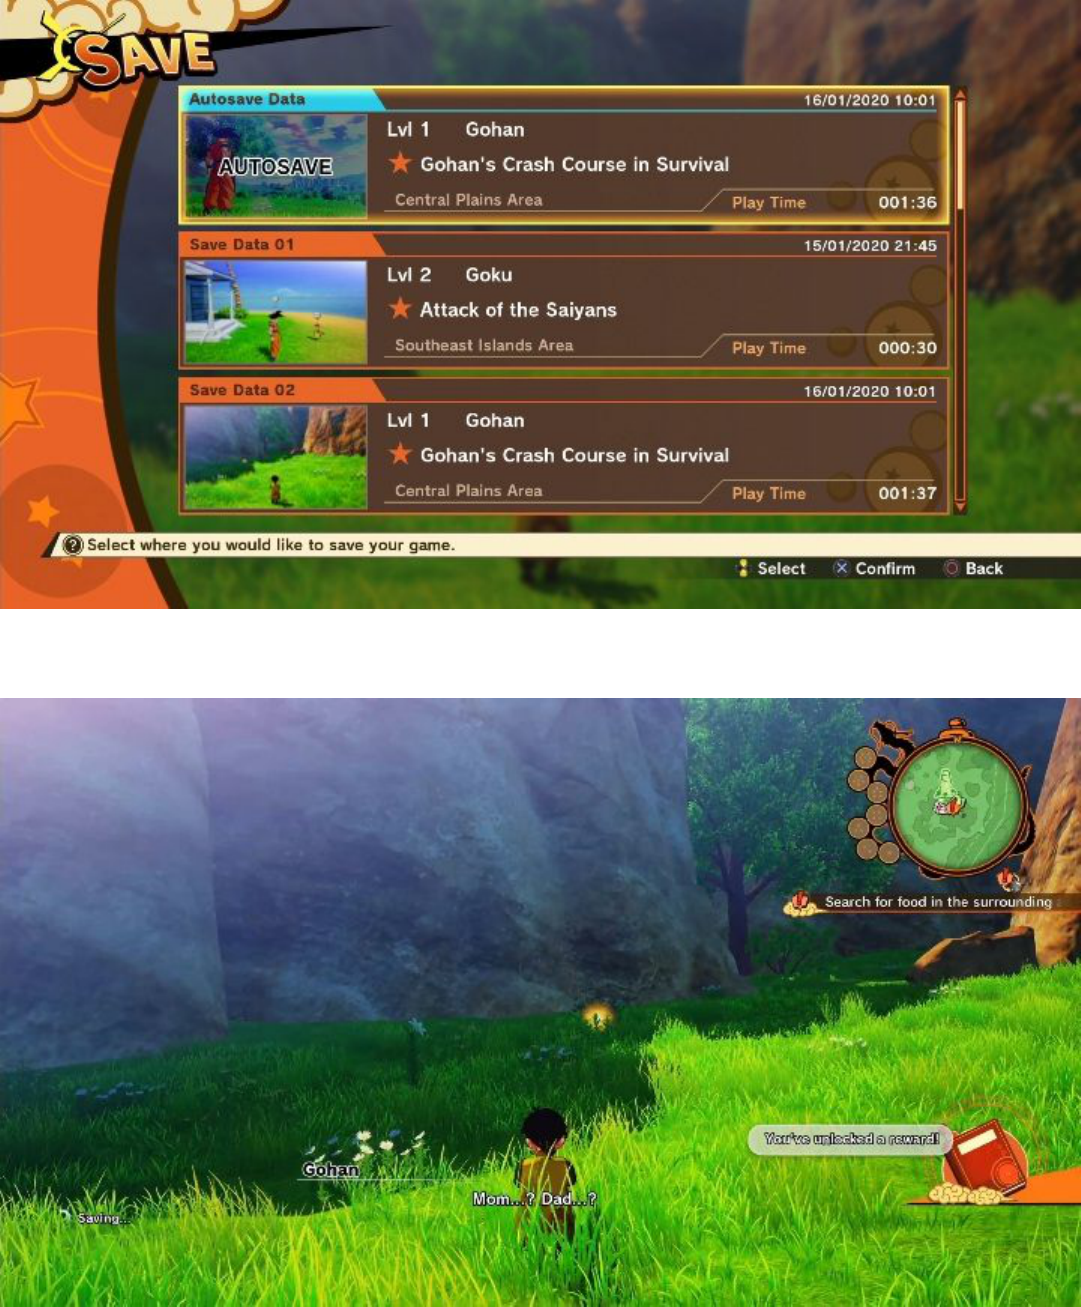 SAVE
Autosave Data
16/01/2020 10:01
AUTOSAVE
Lvl 1 Gohan
Gohan's Crash Course in Survival
Central Plains Area
Play Time 001:36
Save Data 01
15/01/2020 21:45
Lvl 2 Goku
Attack of the Saiyans
Southeast Islands Area
Play Time 000:30
Save Data 02
16/01/2020 10:01
Lvl 1 Gohan
Gohan's Crash Course in Survival
Central Plains Area
Play Time 001:37
? Select where you would like to save your game.
Select Confirm Back
N
Search for food in the surrounding
You've unlocked a reward!
Gohan
Mom...? Dad...?
Saving...